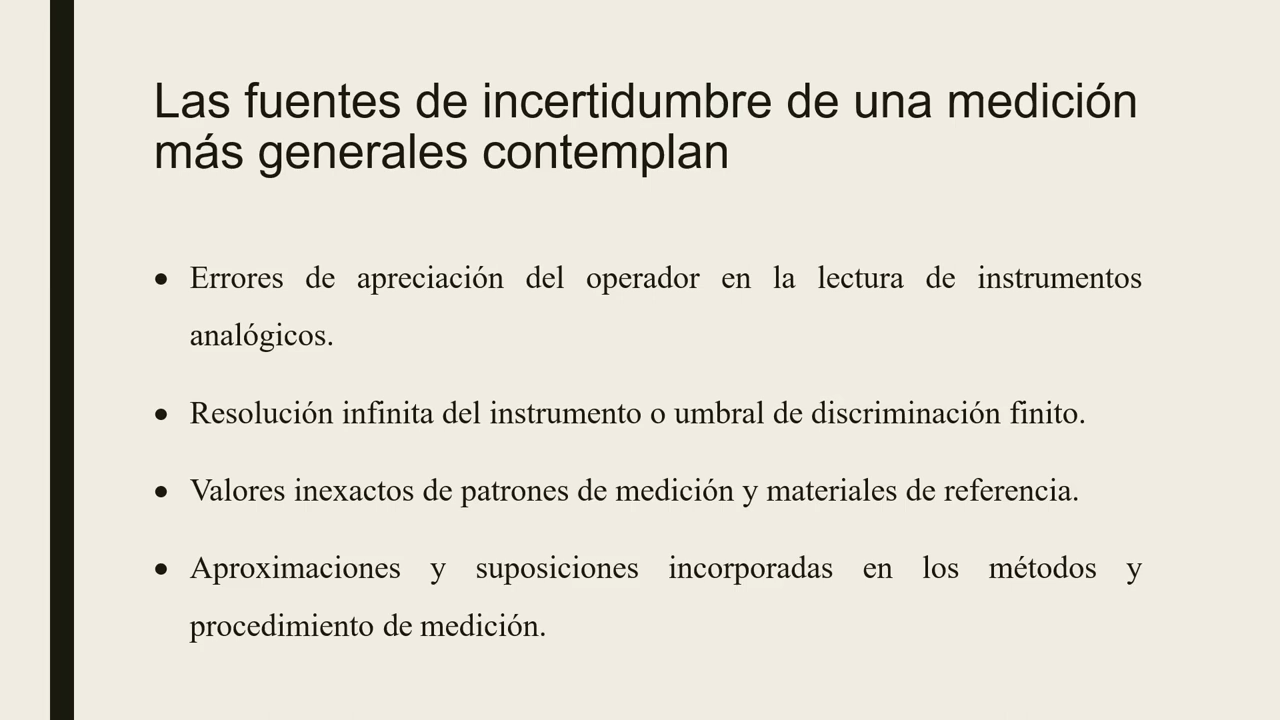 Las fuentes de incertidumbre de una medición
más generales contemplan
• Errores de apreciación del operador en la lectura de instrumentos
analógicos.
• Resolución infinita del instrumento o umbral de discriminación finito.
• Valores inexactos de patrones de medición y materiales de referencia.
• Aproximaciones y suposiciones incorporadas en los métodos y
procedimiento de medición.